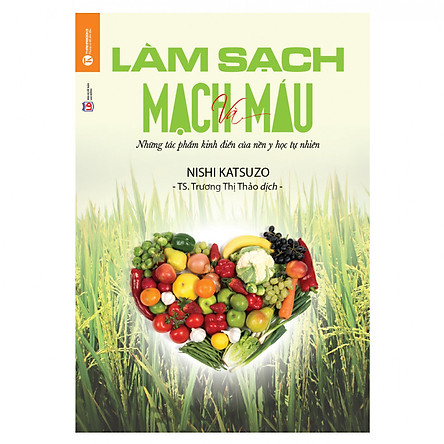 LÀM SẠCH
MẠCH Và MÁU
Những tác phẩm kinh điển của nền y học tự nhiên
NISHI KATSUZO
- TS. Trương Thị Thảo dịch -